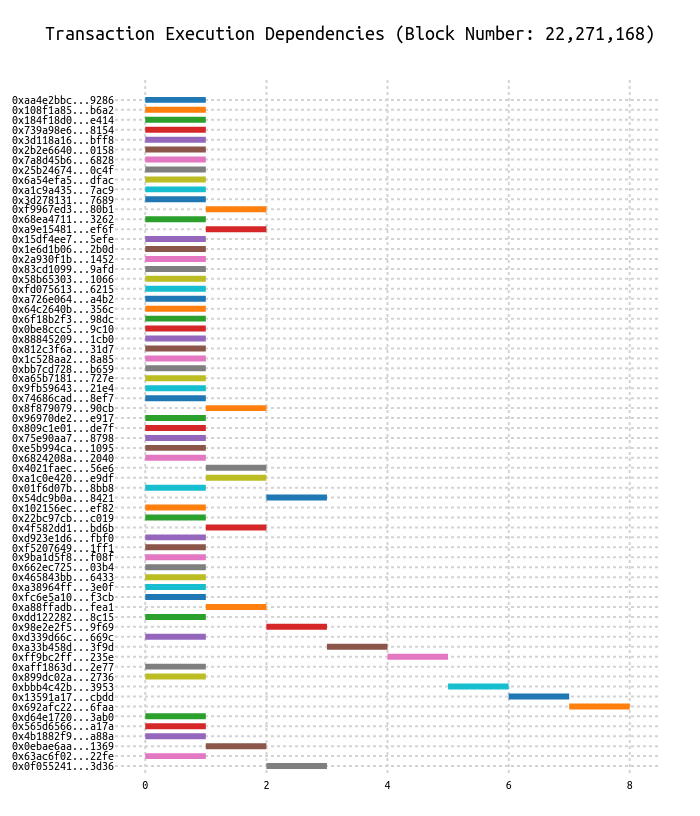 Transaction Execution Dependencies (Block Number: 22,271,168)
0xaa4e2bbc...9286
0x108f1a85...b6a2
0x184f18d0...e414
0x739a98e6...8154
0x3d118a16...bff8
0x2b2e6640...0158
0x7a8d45b6...6828
0x25b24674...0c4f
0x6a54efa5...dfac
0xa1c9a435...7ac9
0x3d278131...7689
0xf9967ed3...80b1
0x68ea4711...3262
0xa9e15481...ef6f
0x15df4ee7...5efe
0x1e6d1b06...2b0d
0x2a930f1b...1452
0x83cd1099...9afd
0x58b65303...1066
0xfd075613...6215
0xa726e064...a4b2
0x64c2640b...356c
0x6f18b2f3...98dc
0x0be8ccc5...9c10
0x88845209...1cb0
0x812c3f6a...31d7
0x1c528aa2...8a85
0xbb7cd728...b659
0xa65b7181...727e
0x9fb59643...21e4
0x74686cad...8ef7
0x8f879079...90cb
0x96970de2...e917
0x809c1e01...de7f
0x75e90aa7...8798
0xe5b994ca...1095
0x6824208a...2040
0x4021faec...56e6
0xa1c0e420...e9df
0x01f6d07b...8bb8
0x54dc9b0a...8421
0x102156ec...ef82
0x22bc97cb...c019
0x4f582dd1...bd6b
0xd923e1d6...fbf0
0xf5207649...1ff1
0x9ba1d5f8...f08f
0x662ec725...03b4
0x465843bb...6433
0xa38964ff...3e0f
0xfc6e5a10...f3cb
0xa88ffadb...fea1
0xdd122282...8c15
0x98e2e2f5...9f69
0xd339d66c...669c
0xa33b458d...3f9d
0xff9bc2ff...235e
0xaff1863d...2e77
0x899dc02a...2736
0xbbb4c42b...3953
0x13591a17...cbdd
0x692afc22...6faa
0xd64e1720...3ab0
0x565d6566...a17a
0x4b1882f9...a88a
0x0ebae6aa...1369
0x63ac6f02...22fe
0x0f055241...3d36
0 2 4 6 8